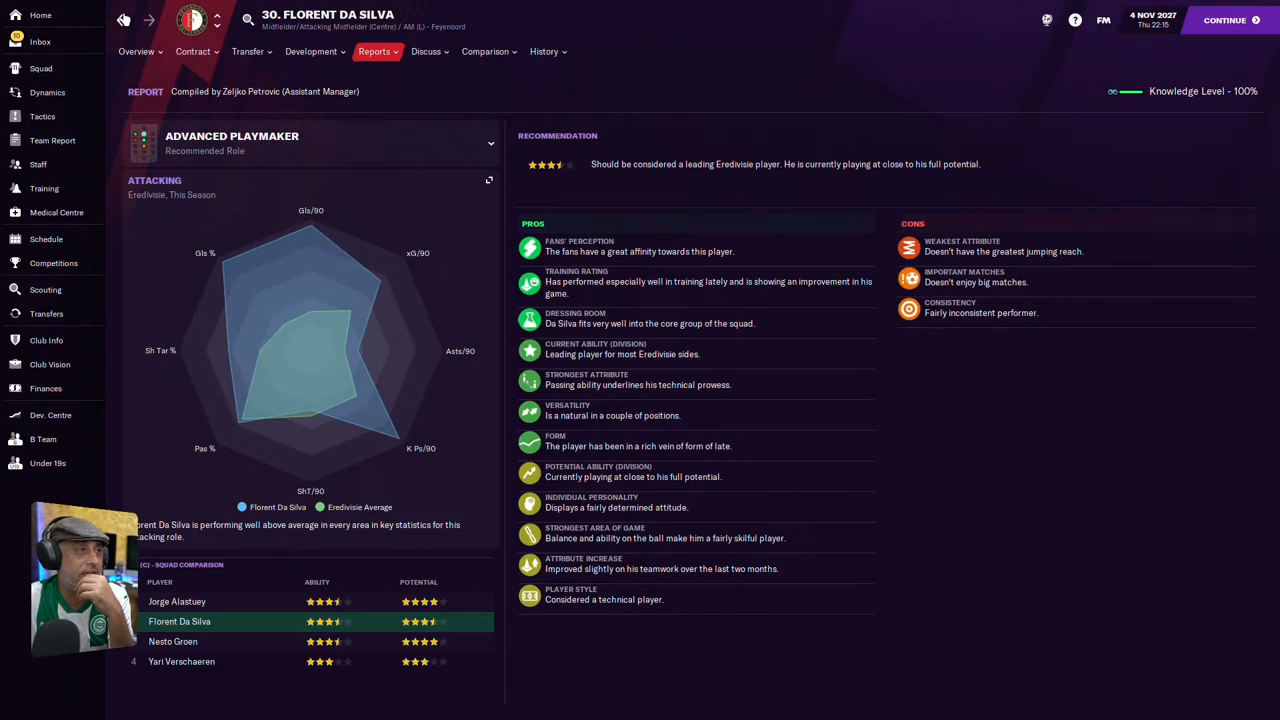 Home
10
Inbox
Squad
Dynamics
Tactics
Team Report
Staff
Training
Medical Centre
Schedule
Competitions
Scouting
Transfers
Club Info
Club Vision
Finances
Dev. Centre
B Team
Under 19s
30. FLORENT DA SILVA
Midfielder/Attacking Midfielder (Centre) / AM (L) - Feyenoord
FM
4 NOV 2027
Thu 22:15
CONTINUE
Overview
Contract
Transfer
Development
Reports
Discuss
Comparison
History
REPORT Compiled by Zeljko Petrovic (Assistant Manager)
Knowledge Level - 100%
ADVANCED PLAYMAKER
Recommended Role
ATTACKING
Eredivisie, This Season
Gls/90
Gls %
xG/90
Sh Tar %
Asts/90
Pas %
K Ps/90
ShT/90
Florent Da Silva
Eredivisie Average
orent Da Silva is performing well above average in every area in key statistics for this
tacking role.
(C) - SQUAD COMPARISON
PLAYER ABILITY POTENTIAL
Jorge Alastuey
Florent Da Silva
Nesto Groen
4 Yari Verschaeren
RECOMMENDATION
Should be considered a leading Eredivisie player. He is currently playing at close to his full potential.
PROS
FANS' PERCEPTION
The fans have a great affinity towards this player.
TRAINING RATING
Has performed especially well in training lately and is showing an improvement in his
game.
DRESSING ROOM
Da Silva fits very well into the core group of the squad.
CURRENT ABILITY (DIVISION)
Leading player for most Eredivisie sides.
STRONGEST ATTRIBUTE
Passing ability underlines his technical prowess.
VERSATILITY
Is a natural in a couple of positions.
FORM
The player has been in a rich vein of form of late.
POTENTIAL ABILITY (DIVISION)
Currently playing at close to his full potential.
INDIVIDUAL PERSONALITY
Displays a fairly determined attitude.
STRONGEST AREA OF GAME
Balance and ability on the ball make him a fairly skilful player.
ATTRIBUTE INCREASE
Improved slightly on his teamwork over the last two months.
PLAYER STYLE
Considered a technical player.
CONS
WEAKEST ATTRIBUTE
Doesn't have the greatest jumping reach.
IMPORTANT MATCHES
Doesn't enjoy big matches.
CONSISTENCY
Fairly inconsistent performer.